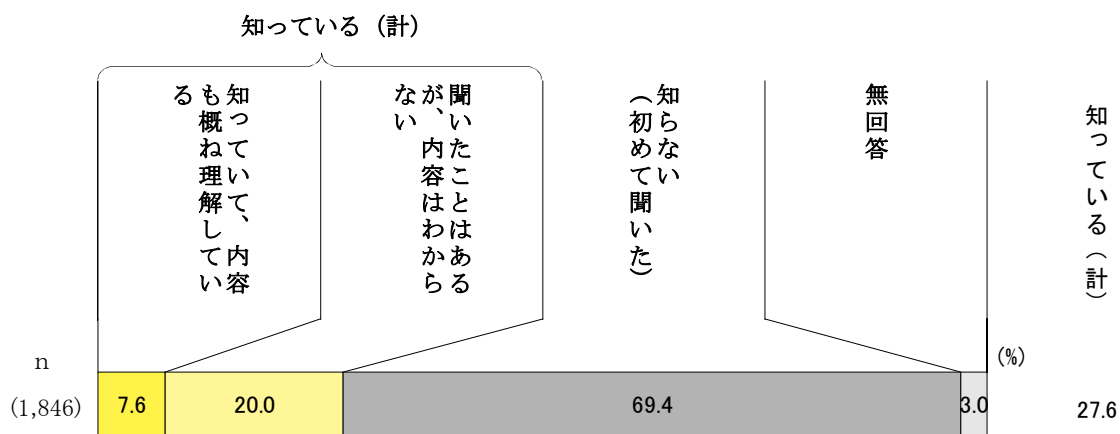 知っている（計）
知っていて、内容
も概ね理解してい
る
聞いたことはある
が、内容はわから
ない
知らない
（初めて聞いた）
無回答
知っている（計）
n
(%)
(1,846)
7.6
20.0
69.4
3.0
27.6